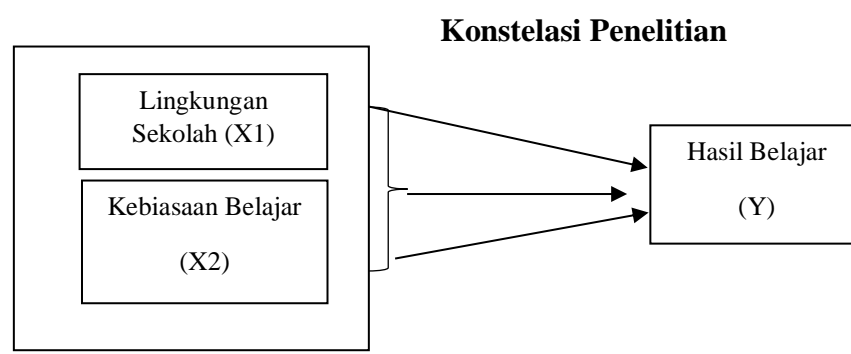 Konstelasi Penelitian
Lingkungan
Sekolah (X1)
Kebiasaan Belajar
(X2)
Hasil Belajar
(Y)